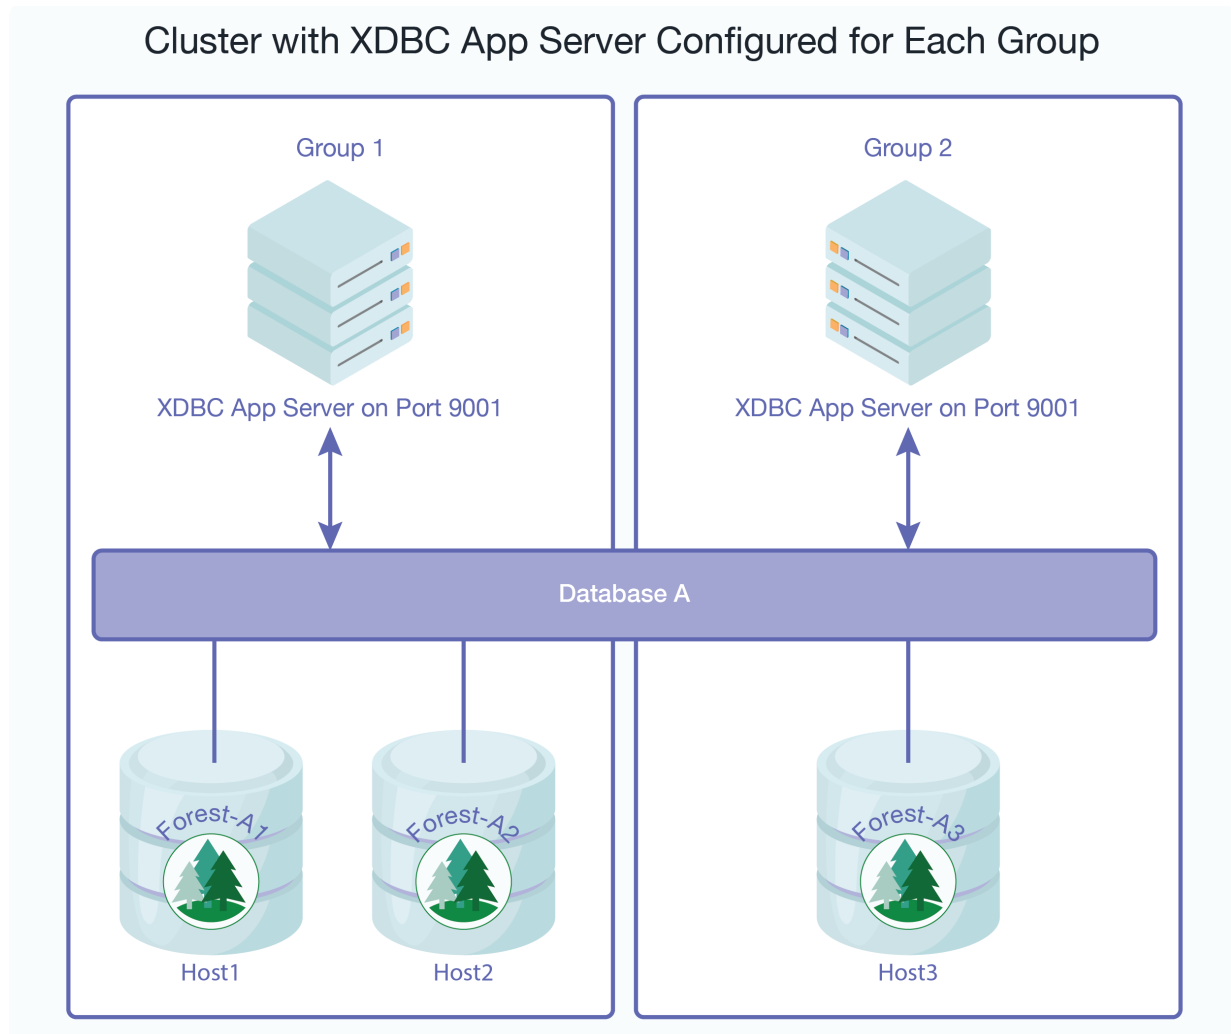 Cluster with XDBC App Server Configured for Each Group
Group 1
Group 2
XDBC App Server on Port 9001
XDBC App Server on Port 9001
Database A
Forest-A1
Forest-A2
Forest-A3
Host1
Host2
Host3